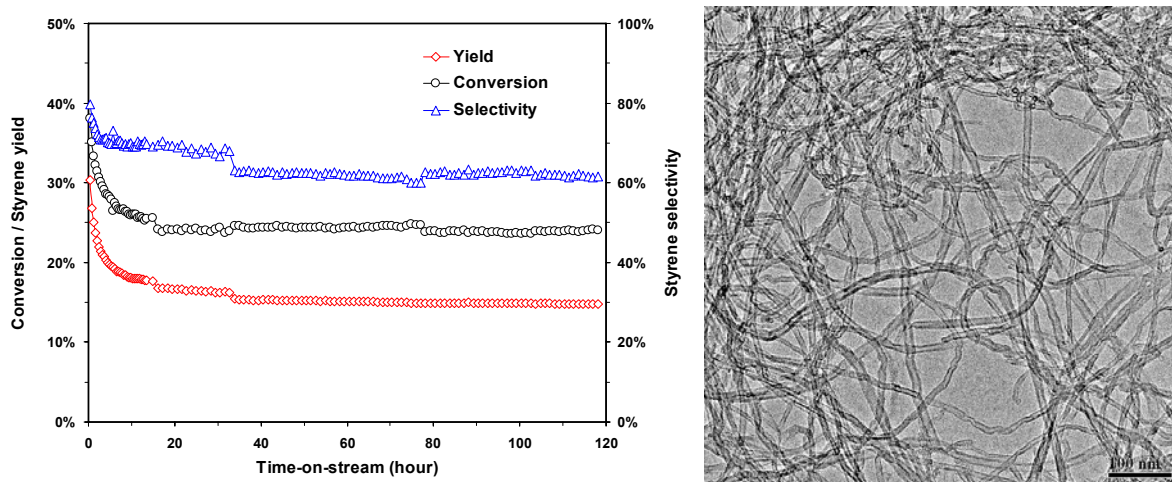 50%
40%
30%
20%
10%
0%
Conversion / Styrene yield
Yield
Conversion
Selectivity
100%
80%
60%
40%
20%
0%
Styrene selectivity
0
20
40
60
80
100
120
Time-on-stream (hour)
100 nm